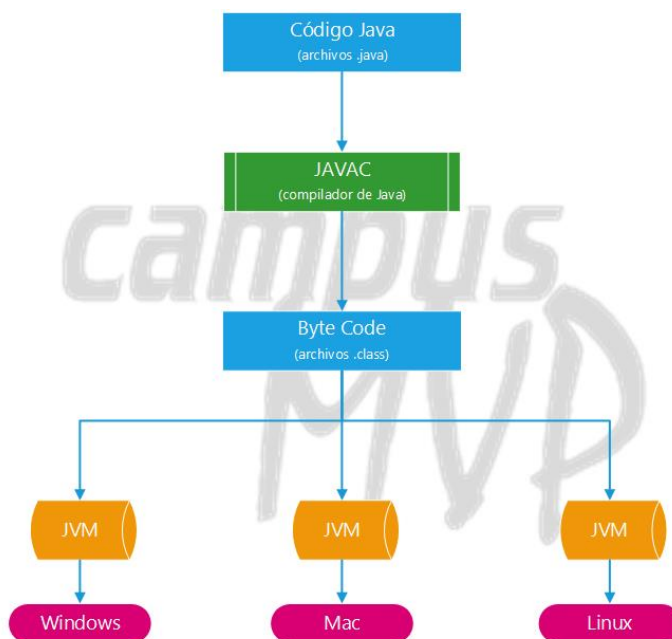 Código Java
(archivos .java)
JAVAC
(compilador de Java)
campus
MVP
Byte Code
(archivos .class)
JVM
JVM
JVM
Windows
Mac
Linux